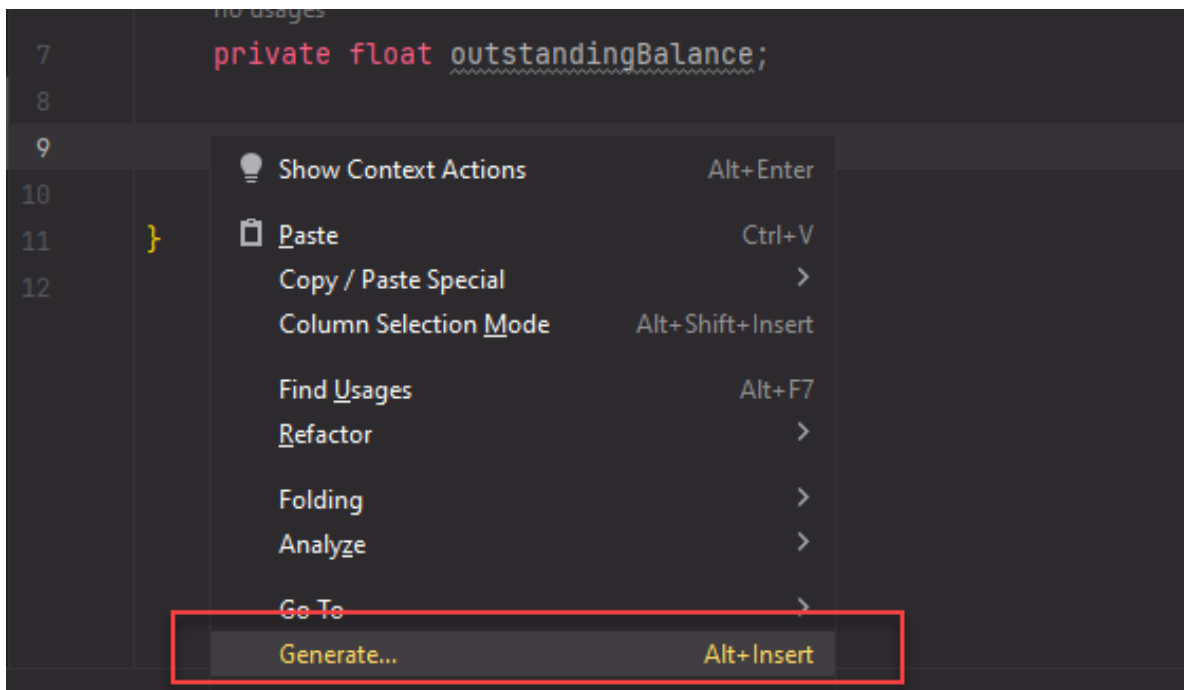 no usages
7 private float outstandingBalance;
8
9
Show Context Actions Alt+Enter
10
11 } Paste Ctrl+V
12 Copy / Paste Special
Column Selection Mode Alt+Shift+Insert
Find Usages Alt+F7
Refactor
Folding
Analyze
Go To
Generate... Alt+Insert